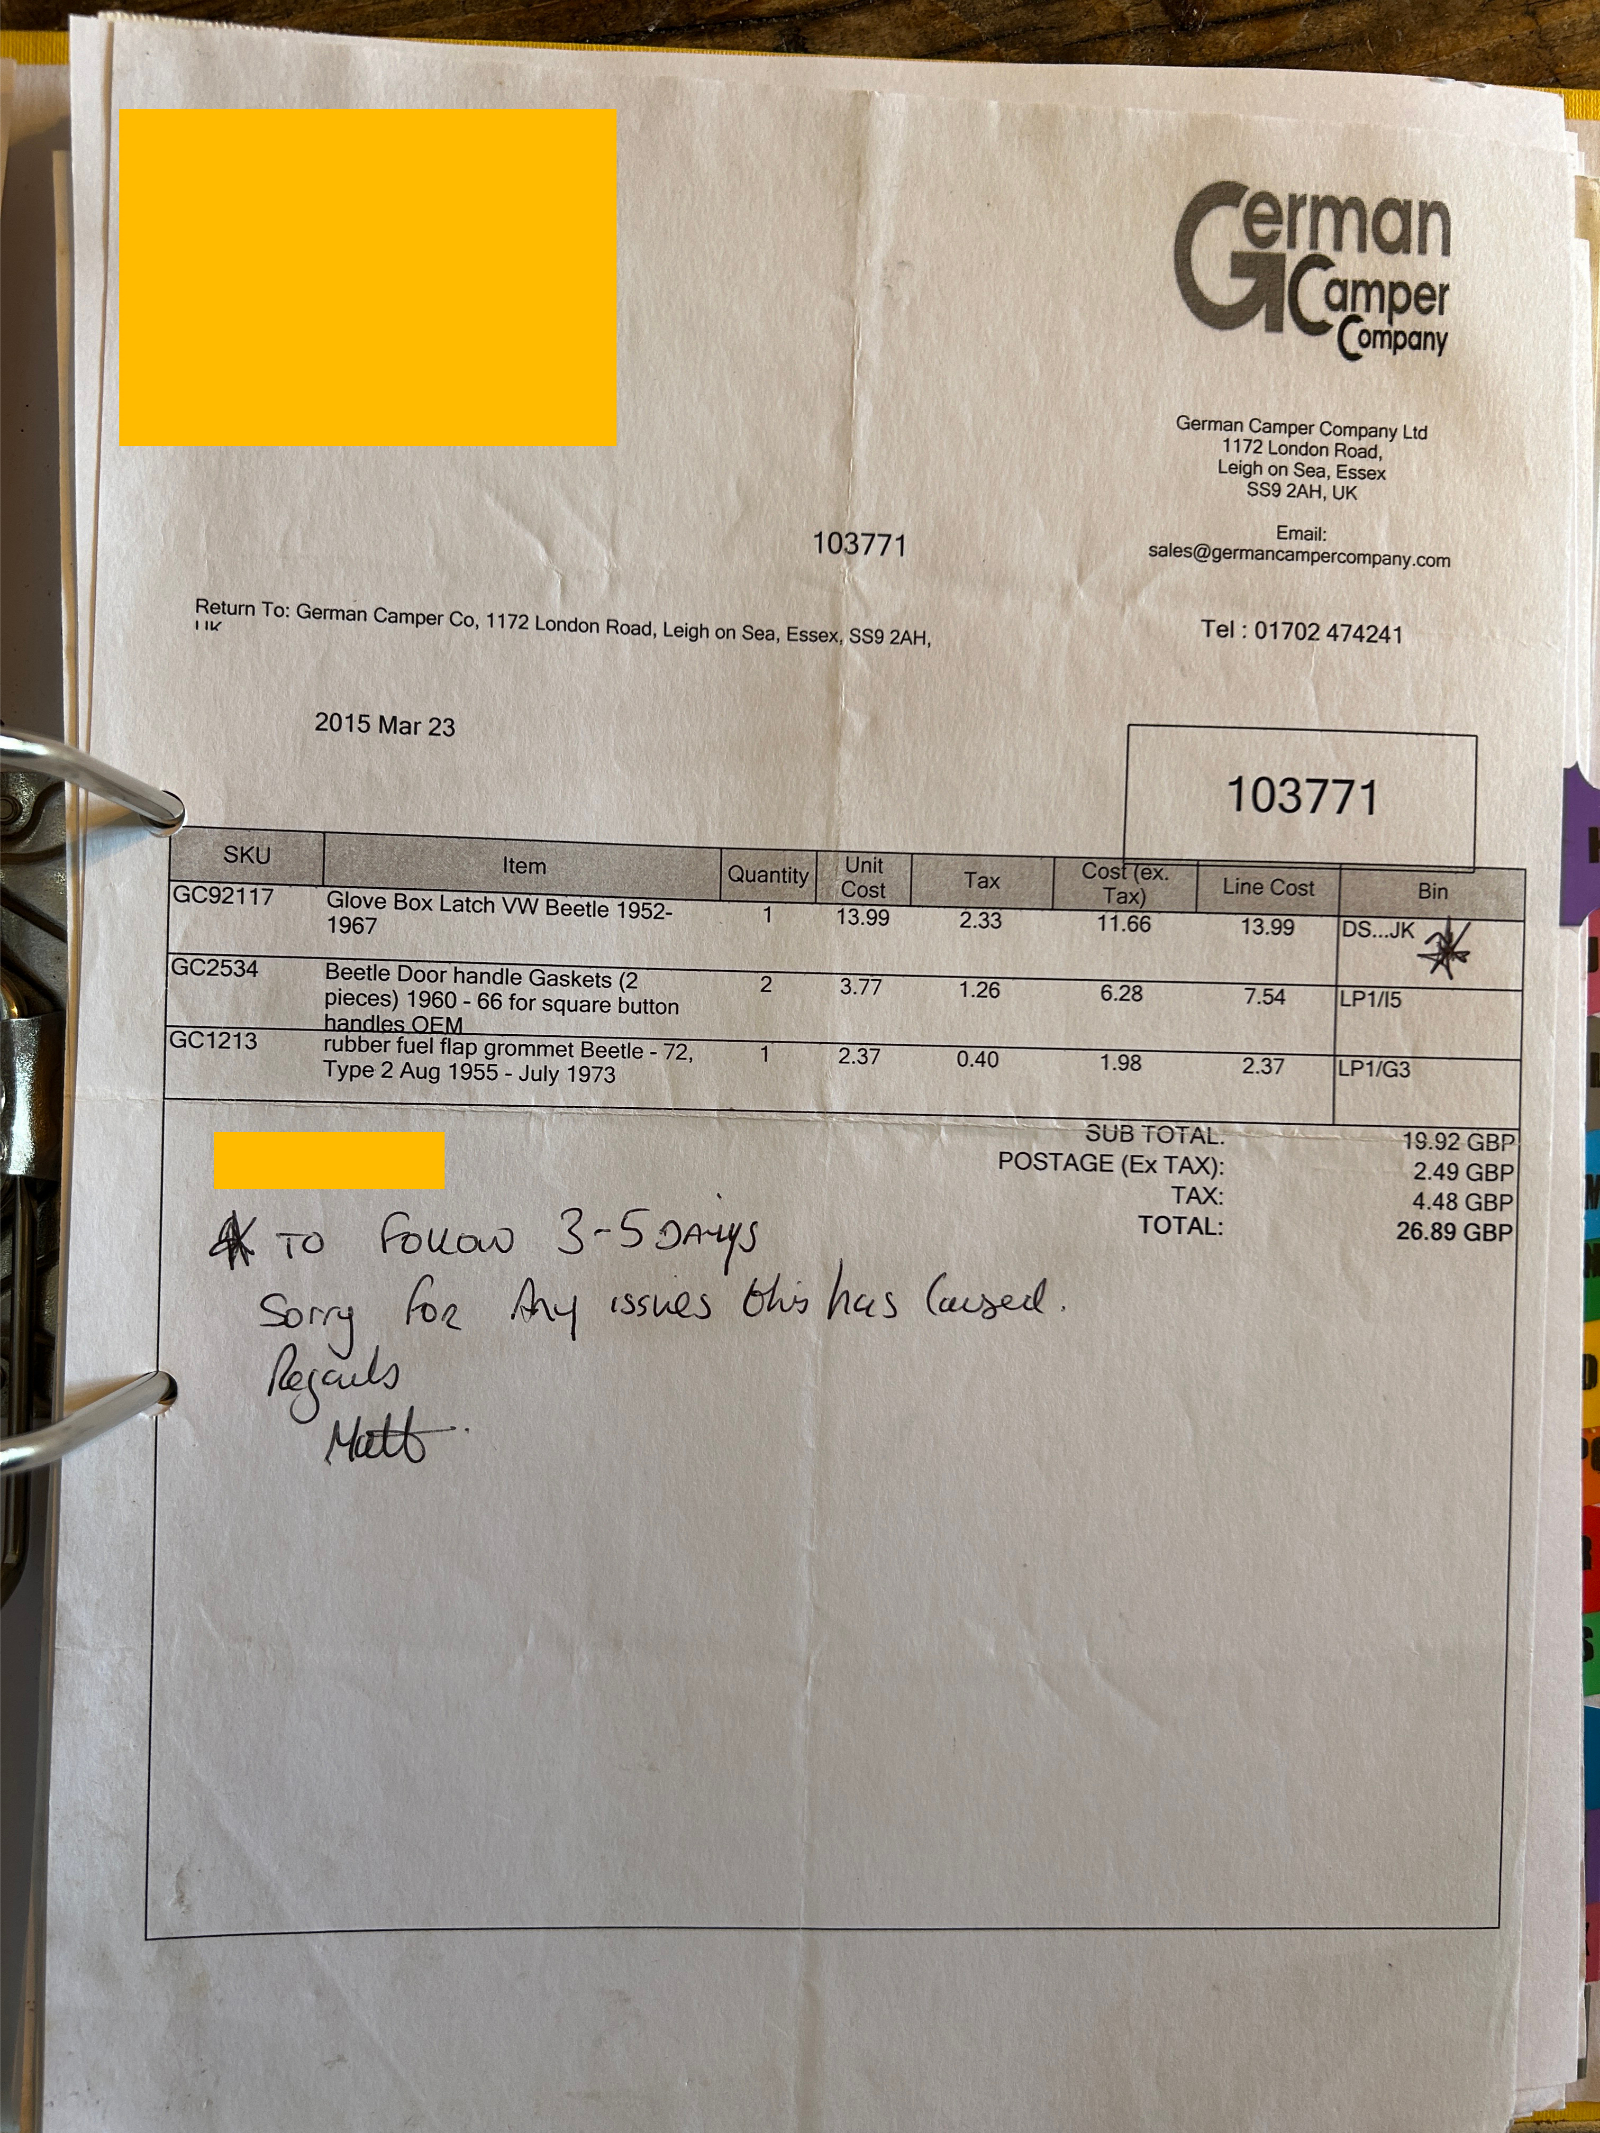 German
Camper
Company
German Camper Company Ltd
1172 London Road,
Leigh on Sea, Essex
SS9 2AH, UK
Email:
sales@germancampercompany.com
103771
Return To: German Camper Co, 1172 London Road, Leigh on Sea, Essex, SS9 2AH,
UK
Tel : 01702 474241
2015 Mar 23
103771
SKU Item Quantity Unit Cost Tax Cost (ex. Tax) Line Cost Bin
GC92117 Glove Box Latch VW Beetle 1952- 1 13.99 2.33 11.66 13.99 DS...JK
1967
GC2534 Beetle Door handle Gaskets (2 2 3.77 1.26 6.28 7.54 LP1/I5
pieces) 1960 - 66 for square button
handles OEM
GC1213 rubber fuel flap grommet Beetle - 72, 1 2.37 0.40 1.98 2.37 LP1/G3
Type 2 Aug 1955 - July 1973
SUB TOTAL: 19.92 GBP
POSTAGE (Ex TAX): 2.49 GBP
TAX: 4.48 GBP
TOTAL: 26.89 GBP
* TO Follow 3-5 DAYS
Sorry for Any issues this has Caused.
Regards
Matt